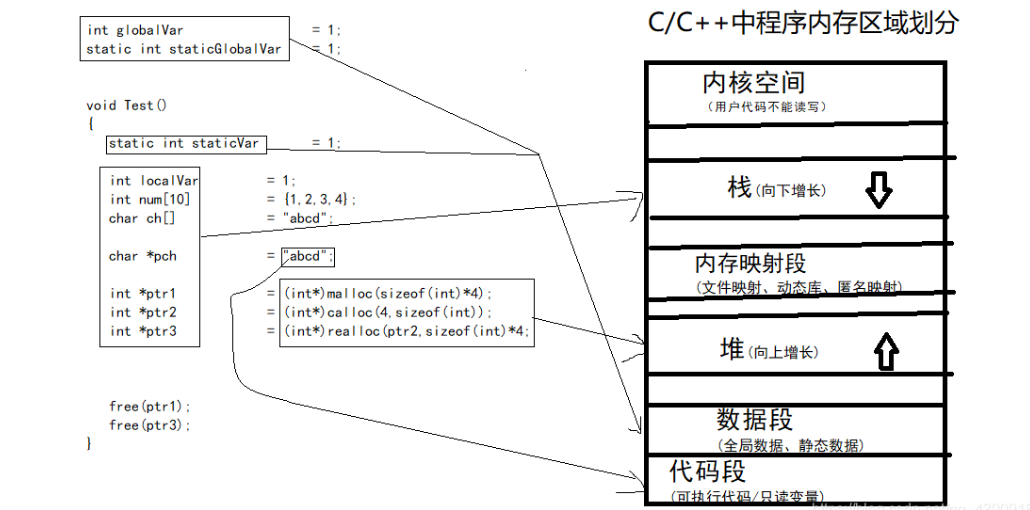 C/C++中程序内存区域划分
int globalVar = 1;
static int staticGlobalVar = 1;
void Test()
{
static int staticVar = 1;
int localVar = 1;
int num[10] = {1,2,3,4};
char ch[] = "abcd";
char *pch = "abcd";
int *ptr1 = (int*)malloc(sizeof(int)*4);
int *ptr2 = (int*)calloc(4,sizeof(int));
int *ptr3 = (int*)realloc(ptr2,sizeof(int)*4;
free(ptr1);
free(ptr3);
}
内核空间
(用户代码不能读写)
栈(向下增长)
内存映射段
(文件映射、动态库、匿名映射)
堆(向上增长)
数据段
(全局数据、静态数据)
代码段
(可执行代码/只读变量)